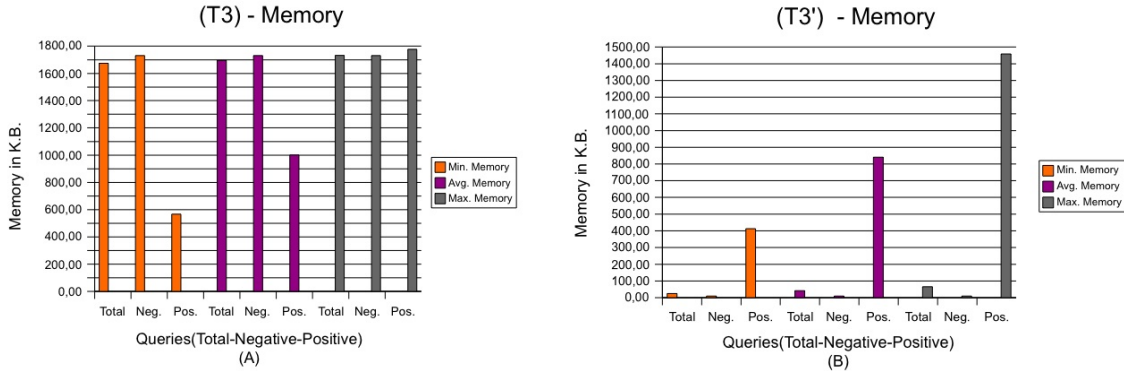 (T3) - Memory
Memory in K.B.
1800,00
1600,00
1400,00
1200,00
1000,00
800,00
600,00
400,00
200,00
0,00
Total Neg. Pos. Total Neg. Pos. Total Neg. Pos.
Queries(Total-Negative-Positive)
(A)
Min. Memory
Avg. Memory
Max. Memory
(T3') - Memory
Memory in K.B.
1500,00
1400,00
1300,00
1200,00
1100,00
1000,00
900,00
800,00
700,00
600,00
500,00
400,00
300,00
200,00
100,00
0,00
Total Neg. Pos. Total Neg. Pos. Total Neg. Pos.
Queries(Total-Negative-Positive)
(B)
Min. Memory
Avg. Memory
Max. Memory